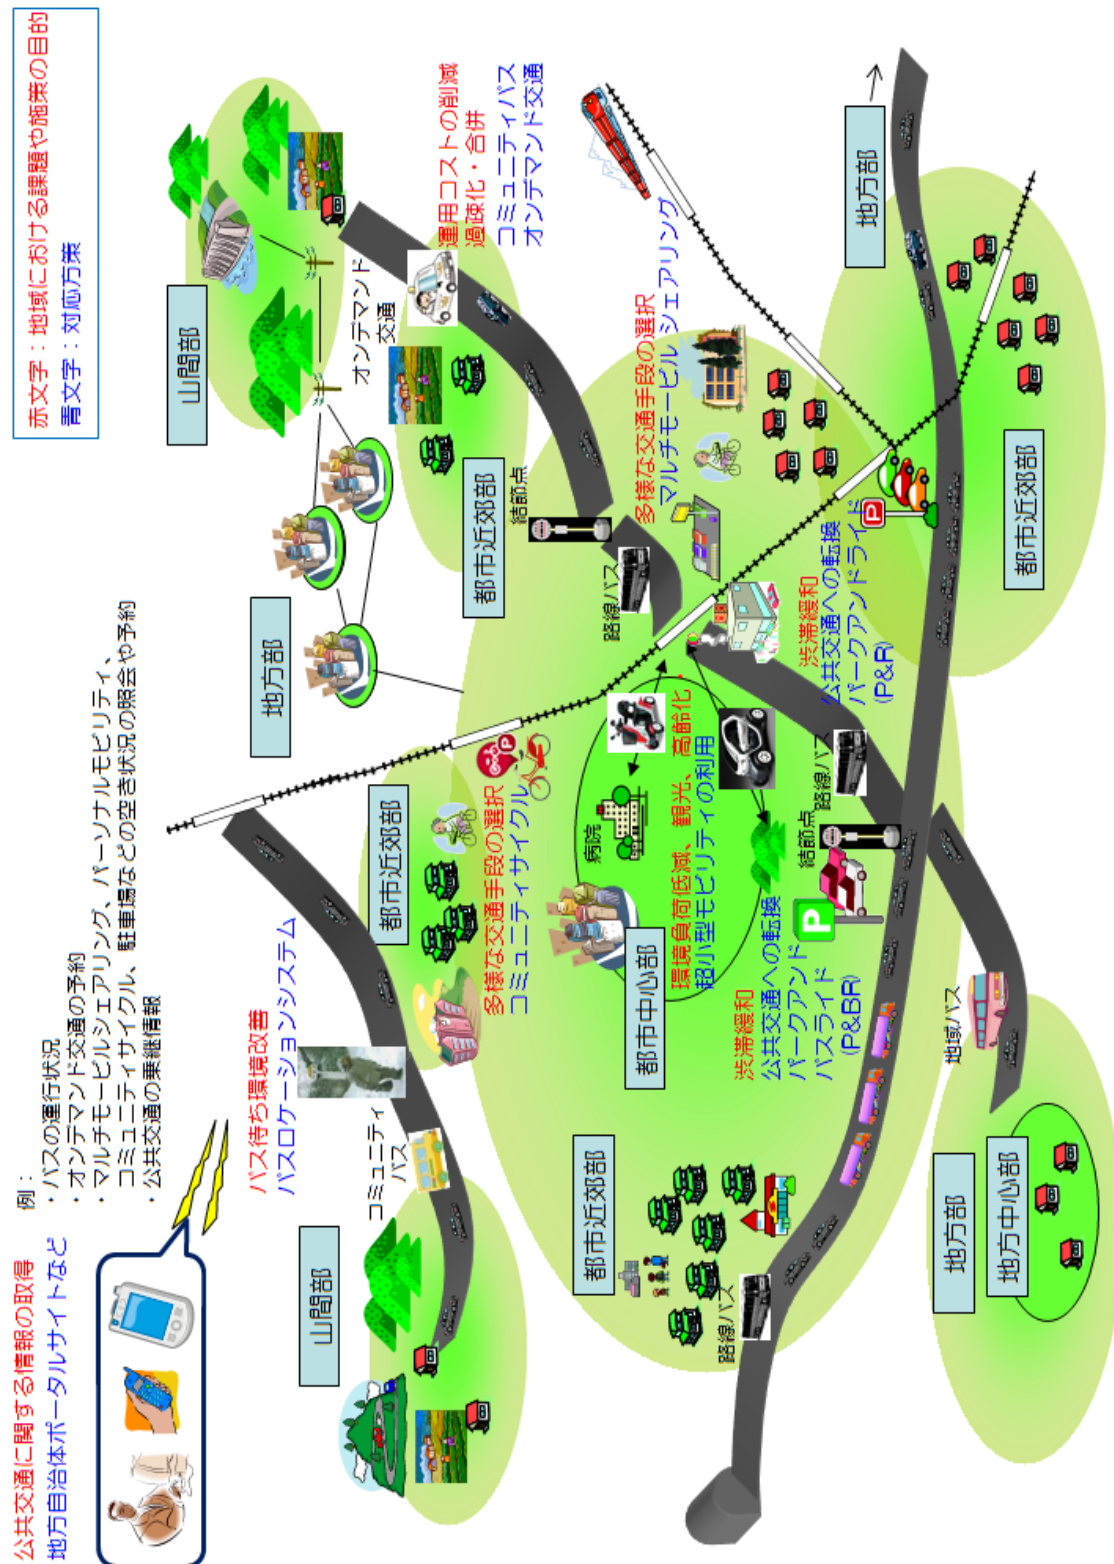 公共交通に関する情報の取得
地方自治体ポータルサイトなど
例：
・バスの運行状況
・オンデマンド交通の予約
・マルチモービルシェアリング、パーソナルモビリティ、
コミュニティサイクル、駐車場などの空き状況の照会や予約
・公共交通の乗継情報
赤文字：地域における課題や施策の目的
青文字：対応方策
バス待ち環境改善
バスロケーションシステム
山間部
コミュニティ
バス
都市近郊部
多様な交通手段の選択
コミュニティサイクル
P
地方部
山間部
オンデマンド
交通
運用コストの削減
過疎化・合併
コミュニティバス
オンデマンド交通
都市近郊部
結節点
路線バス
多様な交通手段の選択
マルチモービルシェアリング
病院
都市中心部
環境負荷低減、観光、高齢化、
超小型モビリティの利用
渋滞緩和
公共交通への転換
パークアンド
バスライド
(P&BR)
P
結節点
路線バス
渋滞緩和
公共交通への転換
パークアンドライド
(P&R)
P
都市近郊部
路線バス
都市近郊部
地方部
地方部
地方中心部
地域バス